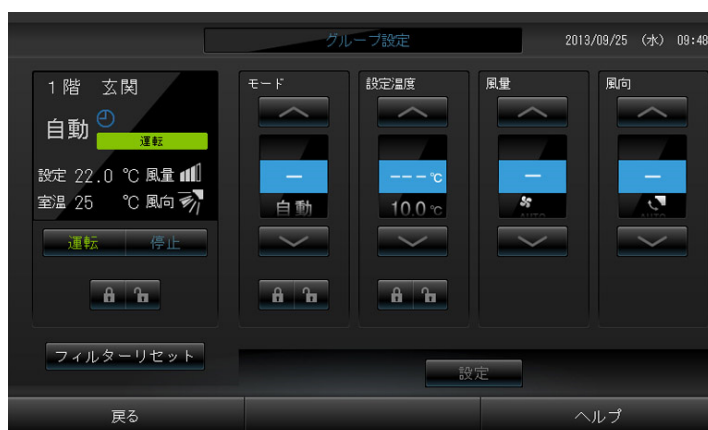 グループ設定
2013/09/25 (水) 09:48
1階 玄関
自動
運転
設定 22.0 ℃ 風量
室温 25 ℃ 風向
運転 停止
フィルターリセット
モード
ー
自動
設定温度
---℃
10.0 ℃
風量
ー
AUTO
風向
ー
AUTO
設定
戻る
ヘルプ